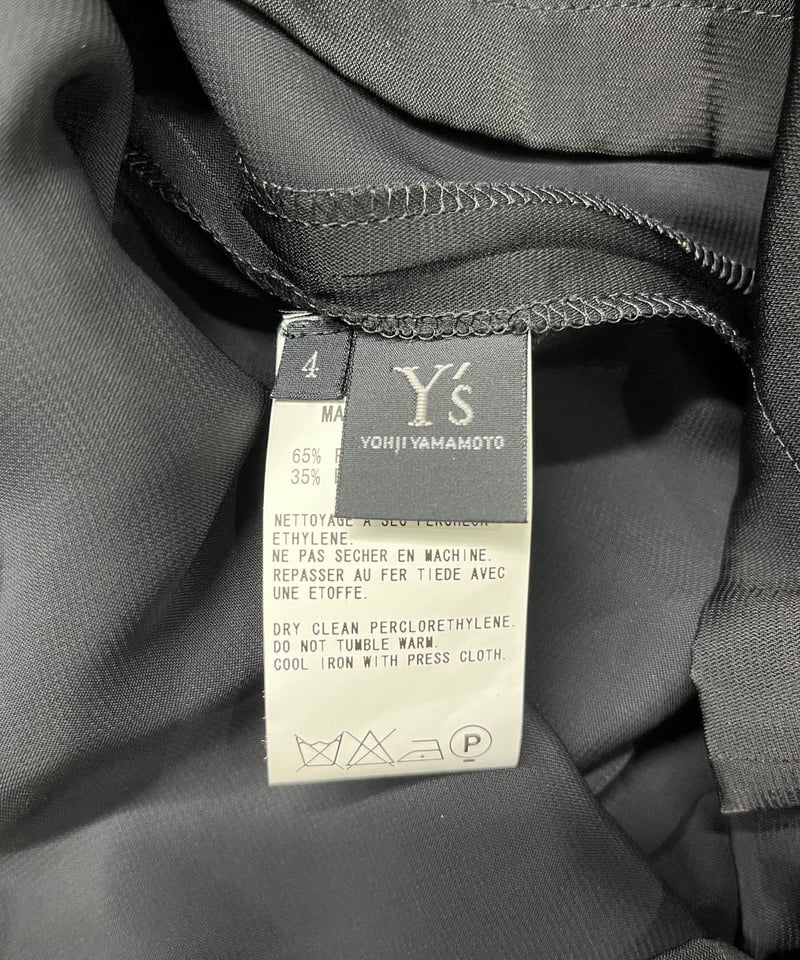 4
Y's
YOHJI YAMAMOTO
MA
65%
35%
NETTOYAGE A SEC
ETHYLENE.
NE PAS SECHER EN MACHINE.
REPASSER AU FER TIEDE AVEC
UNE ETOFFE.
DRY CLEAN PERCLORETHYLENE.
DO NOT TUMBLE WARM.
COOL IRON WITH PRESS CLOTH.
P